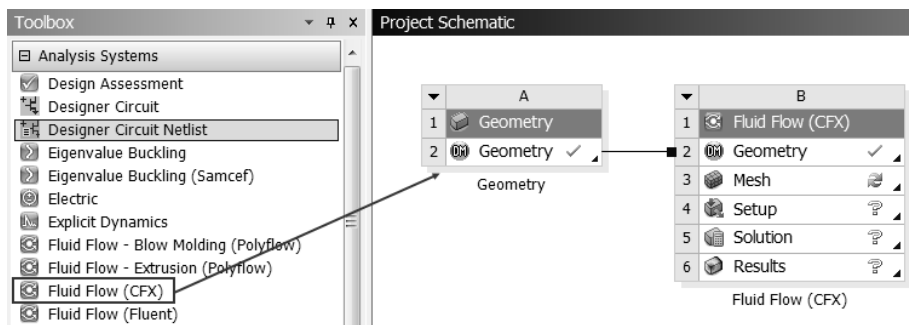 Toolbox
Analysis Systems
Design Assessment
Designer Circuit
Designer Circuit Netlist
Eigenvalue Buckling
Eigenvalue Buckling (Samcef)
Electric
Explicit Dynamics
Fluid Flow - Blow Molding (Polyflow)
Fluid Flow - Extrusion (Polyflow)
Fluid Flow (CFX)
Fluid Flow (Fluent)
Project Schematic
A
1 Geometry
2 DM Geometry
Geometry
B
1 Fluid Flow (CFX)
2 DM Geometry
3 Mesh
4 Setup ?
5 Solution ?
6 Results ?
Fluid Flow (CFX)